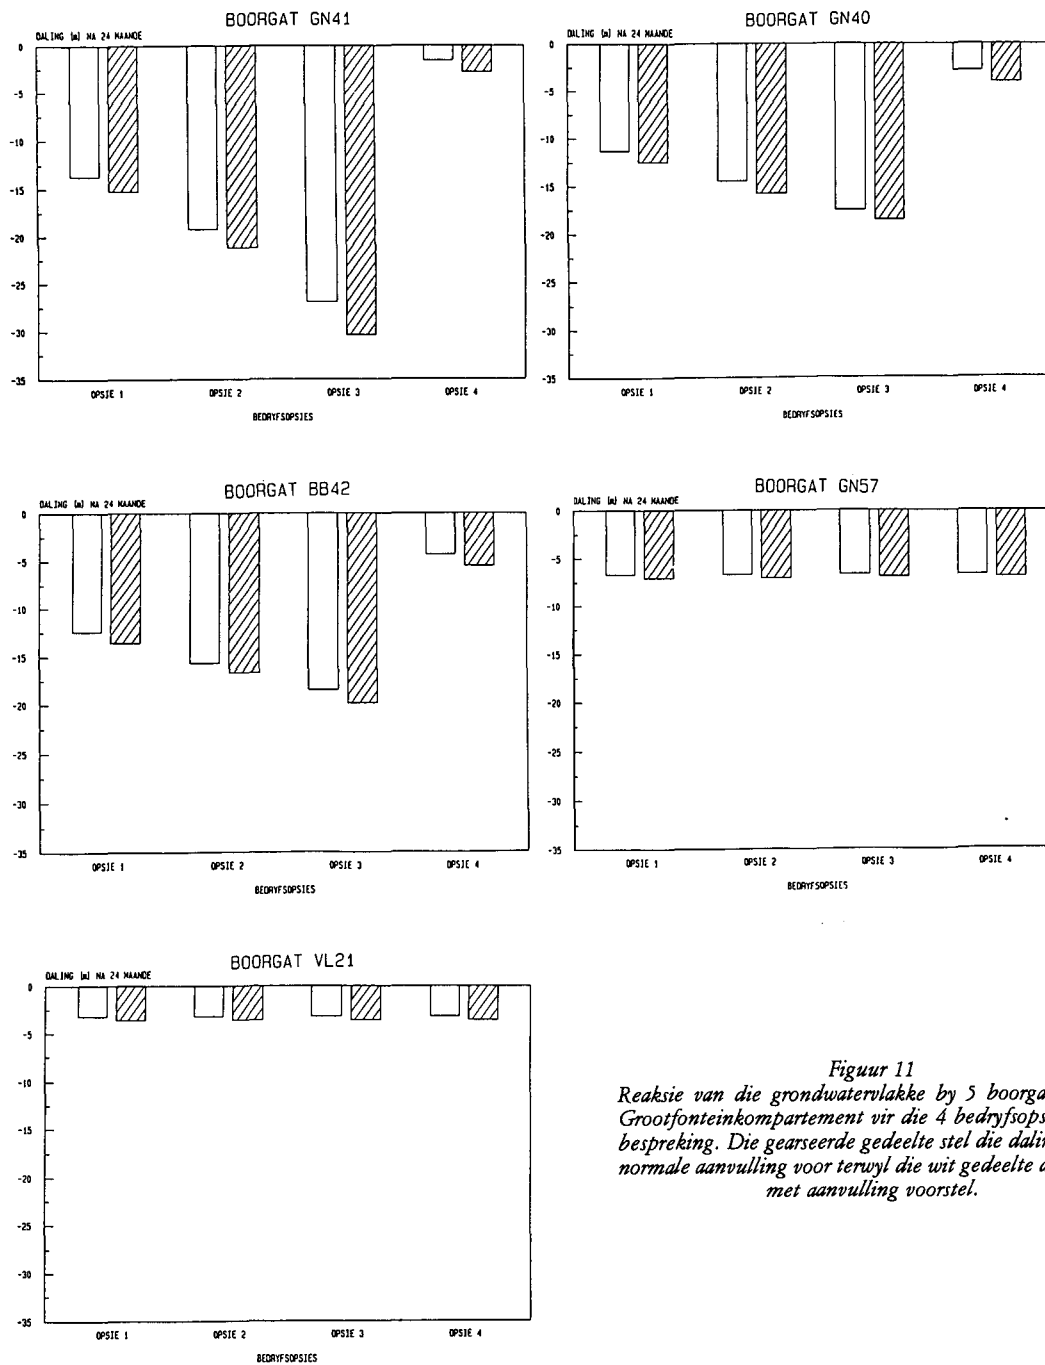 BOORGAT GN41
DALING (m) NA 24 MAANDE
0
-5
-10
-15
-20
-25
-30
-35
OPSIE 1 OPSIE 2 OPSIE 3 OPSIE 4
BEDRYFSOPSIES
BOORGAT GN40
DALING (m) NA 24 MAANDE
0
-5
-10
-15
-20
-25
-30
-35
OPSIE 1 OPSIE 2 OPSIE 3 OPSIE 4
BEDRYFSOPSIES
BOORGAT BB42
DALING (m) NA 24 MAANDE
0
-5
-10
-15
-20
-25
-30
-35
OPSIE 1 OPSIE 2 OPSIE 3 OPSIE 4
BEDRYFSOPSIES
BOORGAT GN57
DALING (m) NA 24 MAANDE
0
-5
-10
-15
-20
-25
-30
-35
OPSIE 1 OPSIE 2 OPSIE 3 OPSIE 4
BEDRYFSOPSIES
BOORGAT VL21
DALING (m) NA 24 MAANDE
0
-5
-10
-15
-20
-25
-30
-35
OPSIE 1 OPSIE 2 OPSIE 3 OPSIE 4
BEDRYFSOPSIES
Figuur 11
Reaksie van die grondwatervlakke by 5 boorga
Grootfonteinkompartement vir die 4 bedryfsops
bespreking. Die gearseerde gedeelte stel die dalin
normale aanvulling voor terwyl die wit gedeelte d
met aanvulling voorstel.